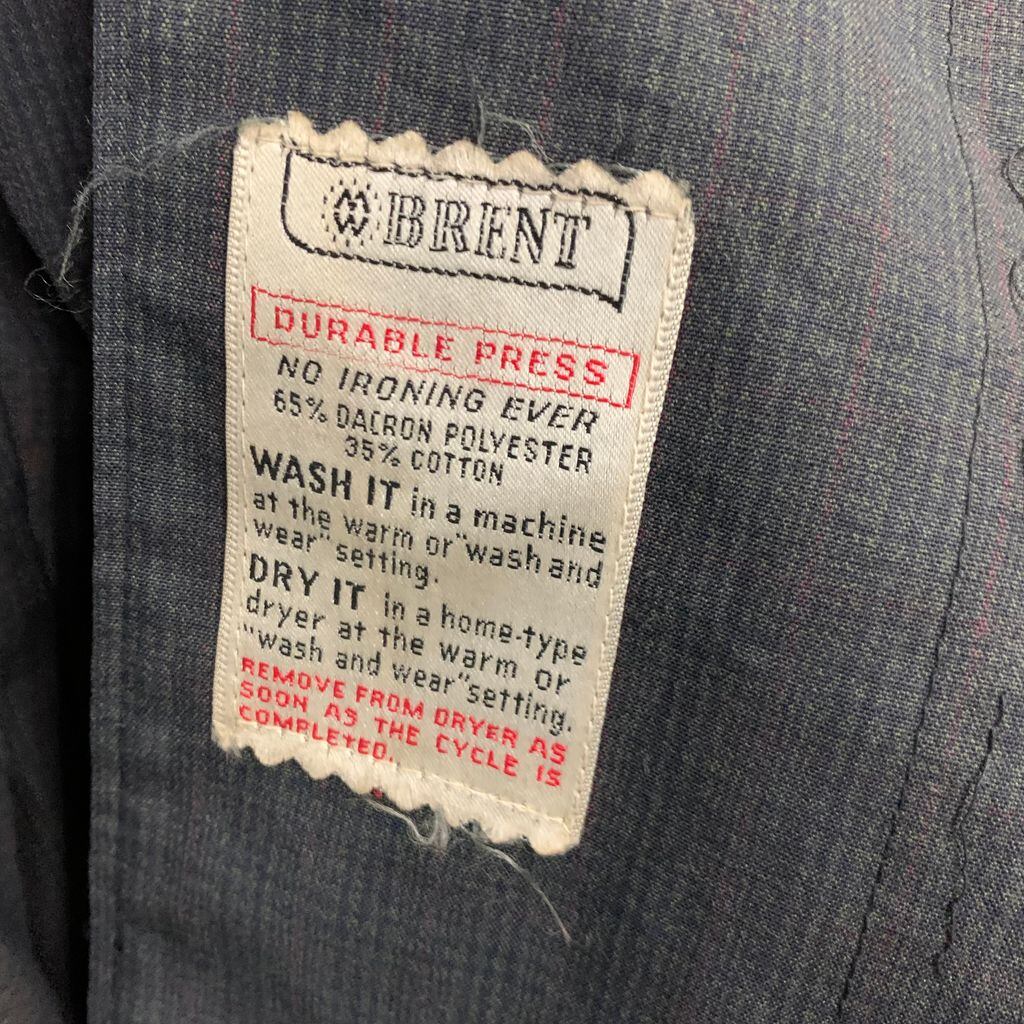 MW BRENT
DURABLE PRESS
NO IRONING EVER
65% DACRON POLYESTER
35% COTTON
WASH IT in a machine
at the warm or "wash and
wear" setting.
DRY IT in a home-type
dryer at the warm or
"wash and wear" setting.
REMOVE FROM DRYER AS
SOON AS THE CYCLE IS
COMPLETED.